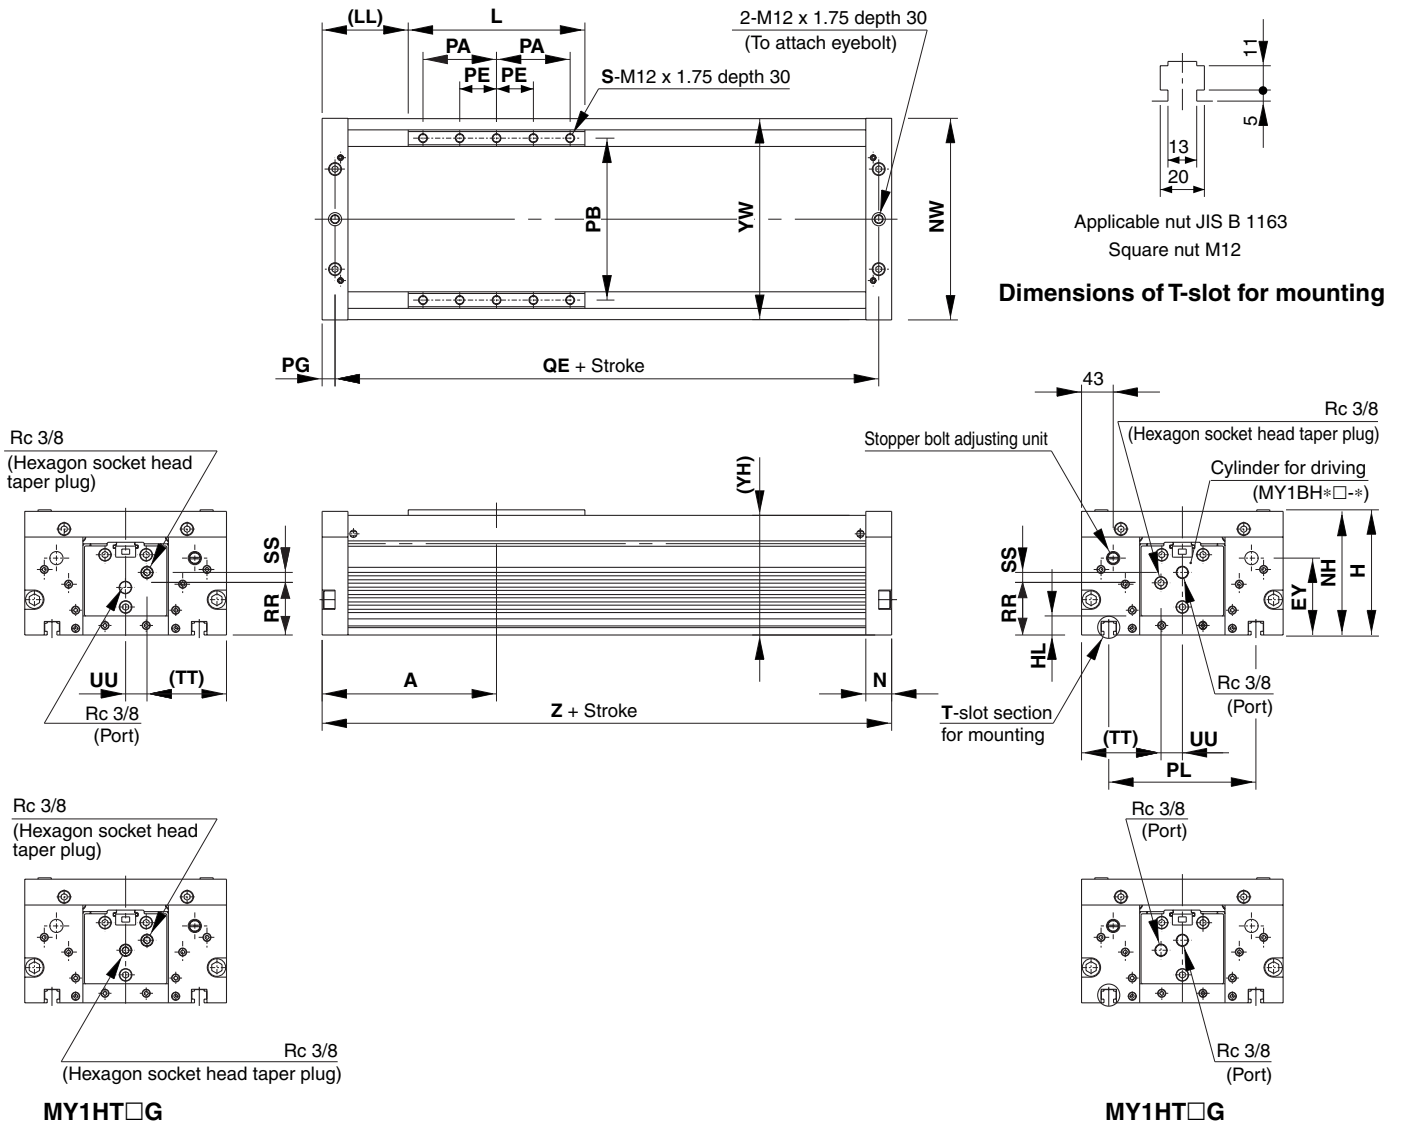 (LL)
L
2-M12 x 1.75 depth 30
(To attach eyebolt)
PA
PA
PE
PE
S-M12 x 1.75 depth 30
11
5
13
20
Applicable nut JIS B 1163
Square nut M12
Dimensions of T-slot for mounting
PB
YW
NW
PG
QE + Stroke
43
Rc 3/8
(Hexagon socket head taper plug)
Stopper bolt adjusting unit
Cylinder for driving
(MY1BH*□-*)
Rc 3/8
(Hexagon socket head
taper plug)
(YH)
SS
RR
UU
(TT)
Rc 3/8
(Port)
A
N
Z + Stroke
SS
RR
HL
EY
NH
H
T-slot section
for mounting
Rc 3/8
(Port)
(TT)
UU
PL
Rc 3/8
(Hexagon socket head
taper plug)
Rc 3/8
(Hexagon socket head taper plug)
MY1HT□G
Rc 3/8
(Port)
Rc 3/8
(Port)
MY1HT□G